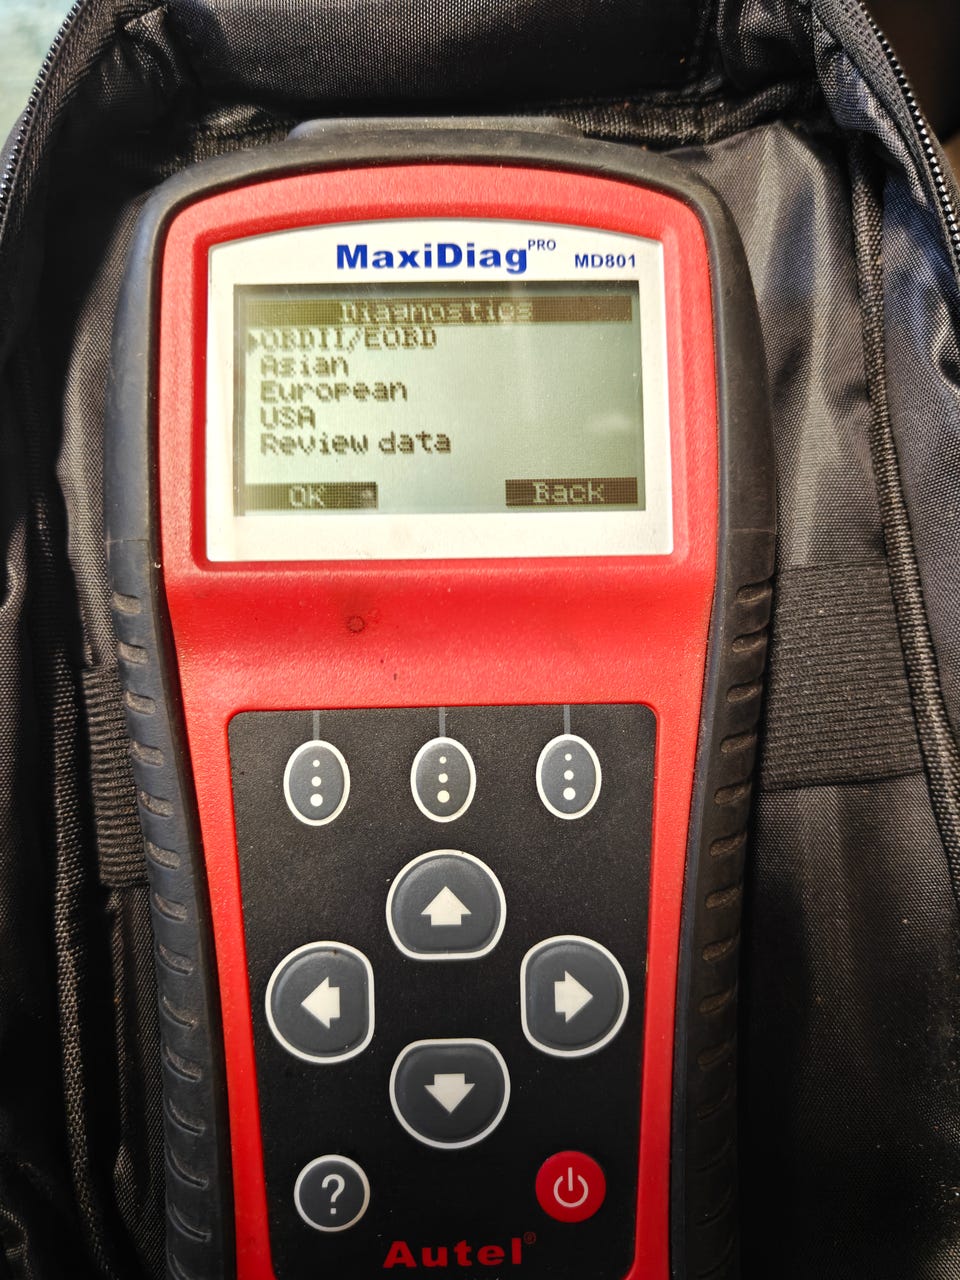 MaxiDiag PRO MD801
Diagnostics
OBDII/EOBD
Asian
European
USA
Review data
OK Back
?
Autel®